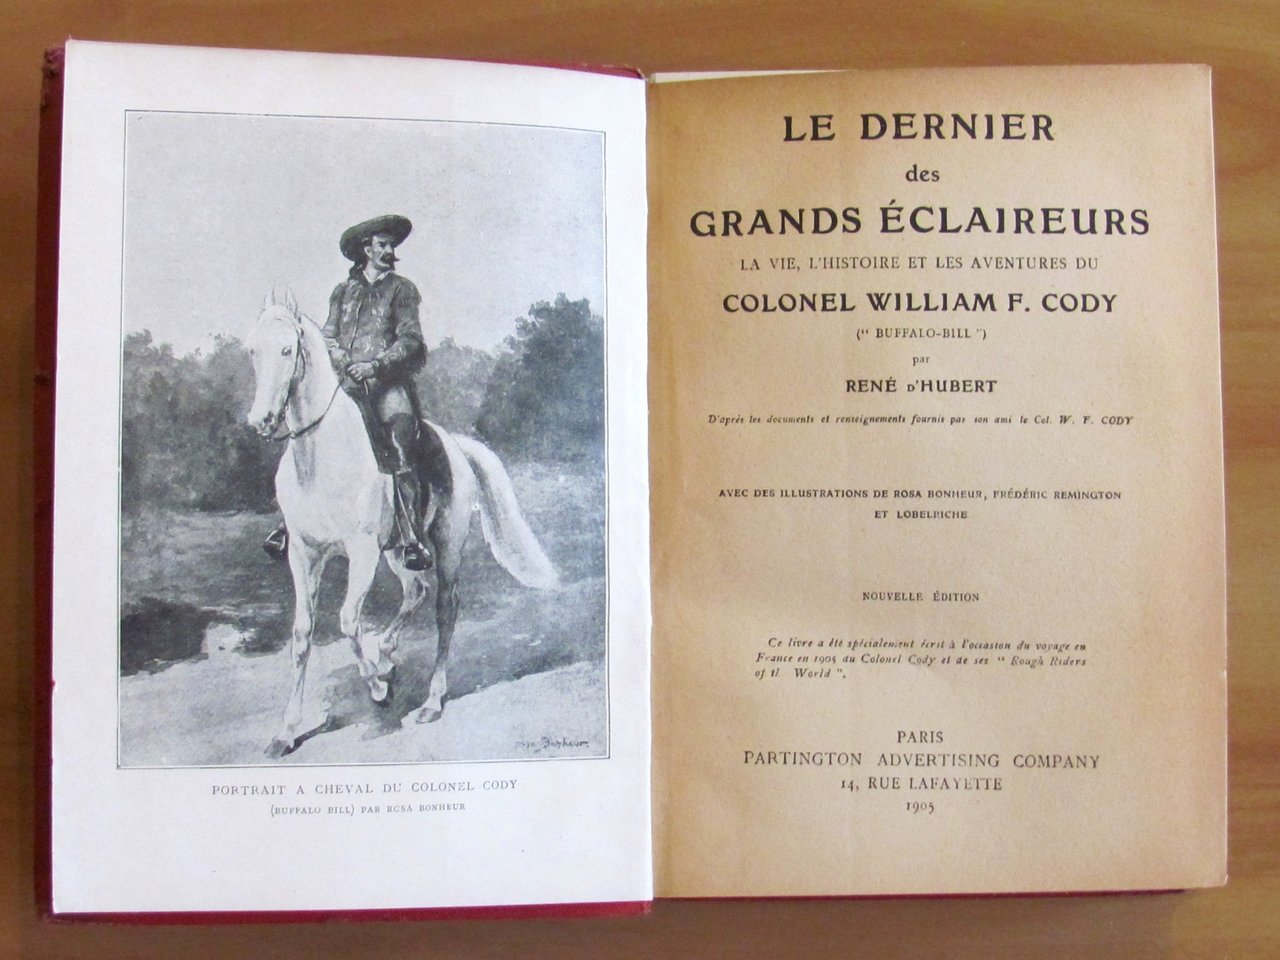 PORTRAIT A CHEVAL DU COLONEL CODY
(BUFFALO BILL) PAR ROSA BONHEUR
LE DERNIER
des
GRANDS ÉCLAIREURS
LA VIE, L'HISTOIRE ET LES AVENTURES DU
COLONEL WILLIAM F. CODY
(" BUFFALO-BILL ")
par
RENÉ D'HUBERT
D'après les documents et renseignements fournis par son ami le Col. W. F. CODY
AVEC DES ILLUSTRATIONS DE ROSA BONHEUR, FRÉDÉRIC REMINGTON
ET LOBELRICHE
NOUVELLE ÉDITION
Ce livre a été spécialement écrit à l'occasion du voyage en
France en 1905 du Colonel Cody et de ses " Rough Riders
of World ".
PARIS
PARTINGTON ADVERTISING COMPANY
14, RUE LAFAYETTE
1905